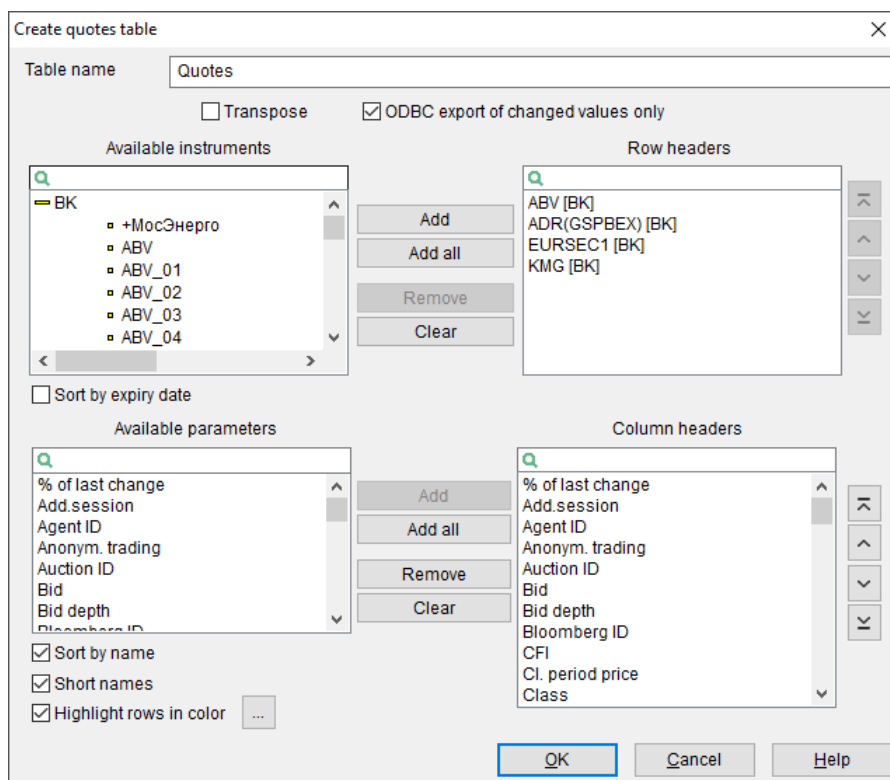 Create quotes table
Table name
Quotes
Transpose
ODBC export of changed values only
Available instruments
BK
+МосЭнерго
ABV
ABV_01
ABV_02
ABV_03
ABV_04
Add
Add all
Remove
Clear
Row headers
ABV [BK]
ADR(GSPBEX) [BK]
EURSEC1 [BK]
KMG [BK]
Sort by expiry date
Available parameters
% of last change
Add.session
Agent ID
Anonym. trading
Auction ID
Bid
Bid depth
Bloomberg ID
Add
Add all
Remove
Clear
Column headers
% of last change
Add.session
Agent ID
Anonym. trading
Auction ID
Bid
Bid depth
Bloomberg ID
CFI
Cl. period price
Class
Sort by name
Short names
Highlight rows in color
...
OK
Cancel
Help